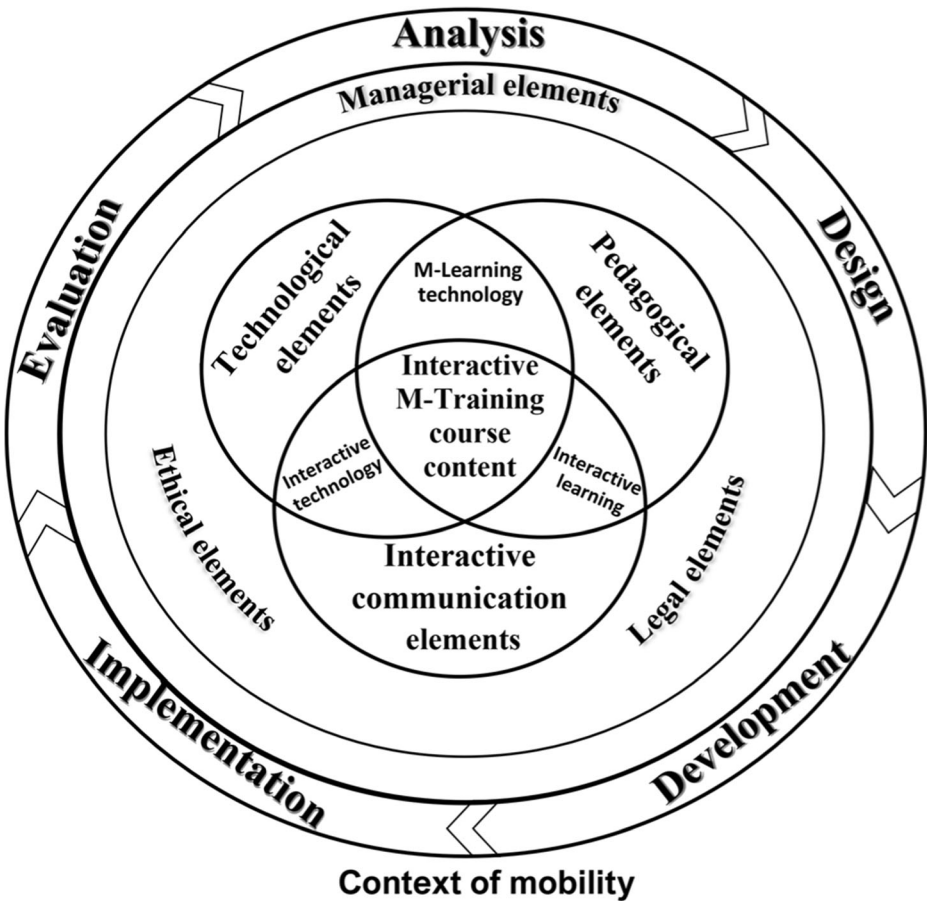 Analysis
Managerial elements
Evaluation
Design
Technological
elements
M-Learning
technology
Pedagogical
elements
Interactive
M-Training
course
content
Interactive
technology
Interactive
learning
Ethical elements
Legal elements
Interactive
communication
elements
Implementation
Development
Context of mobility